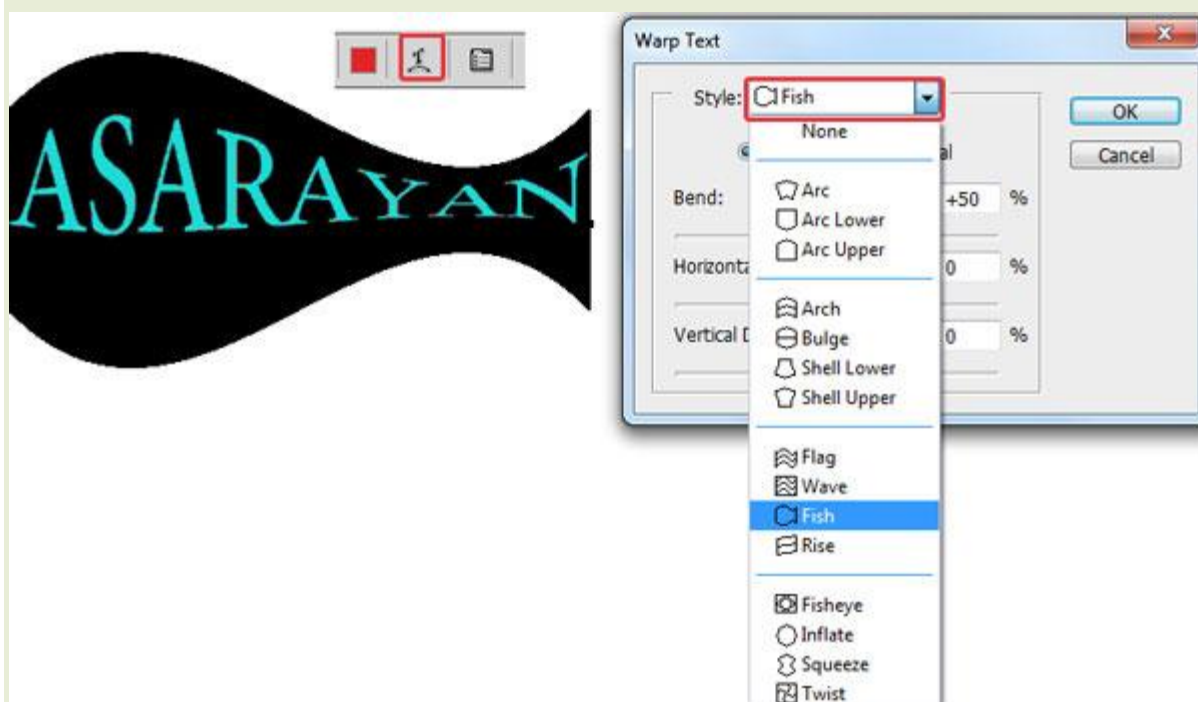 ASARAYAN
Warp Text
Style: Fish
OK
Cancel
None
al
Bend: +50 %
Arc
Arc Lower
Arc Upper
Horizonta 0 %
Arch
Bulge
Vertical D 0 %
Shell Lower
Shell Upper
Flag
Wave
Fish
Rise
Fisheye
Inflate
Squeeze
Twist